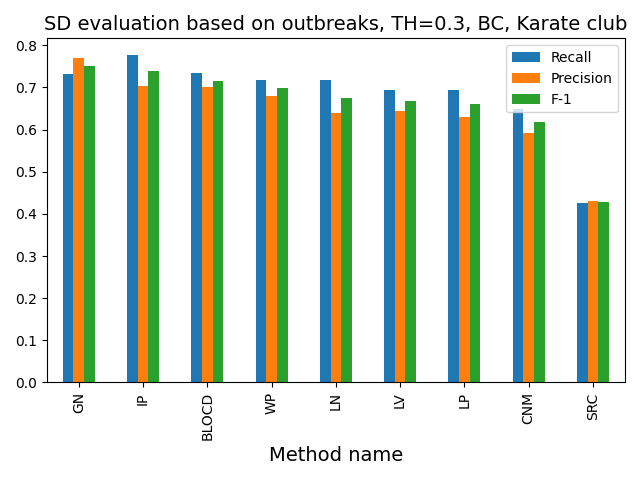 SD evaluation based on outbreaks, TH=0.3, BC, Karate club
Recall
Precision
F-1
0.8
0.7
0.6
0.5
0.4
0.3
0.2
0.1
0.0
GN
IP
BLOCD
WP
LN
LV
LP
CNM
SRC
Method name